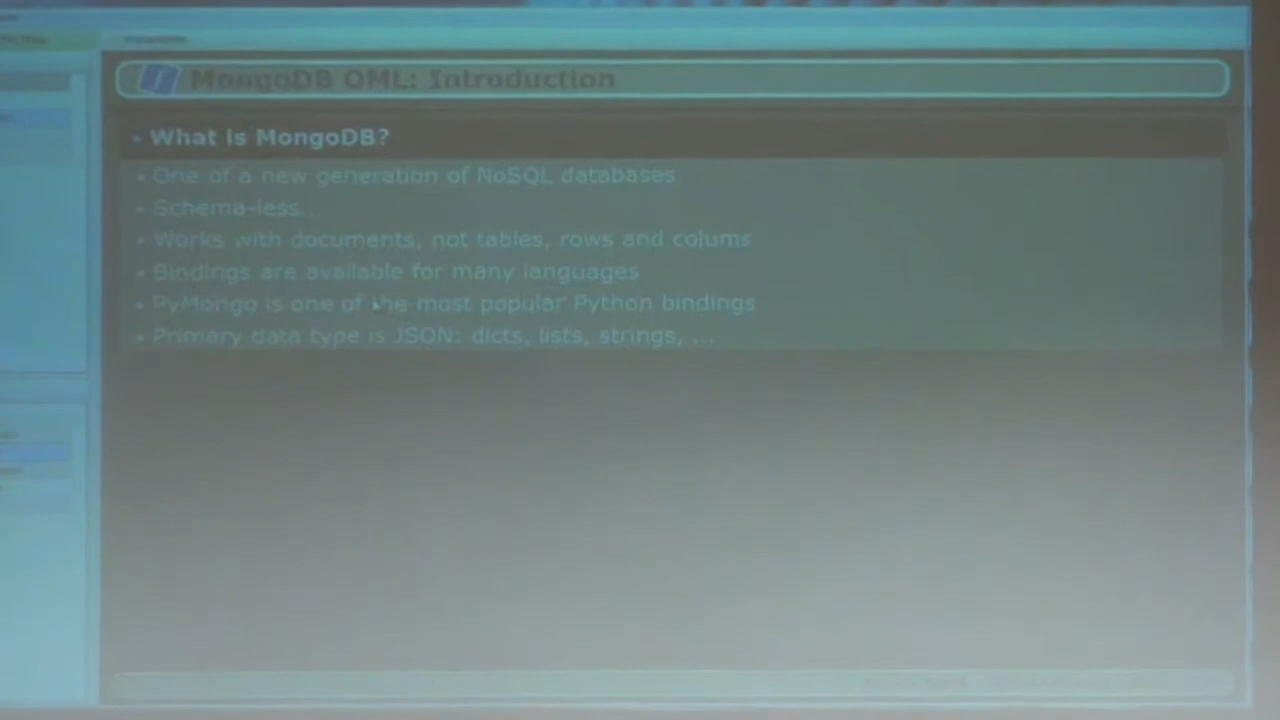 MongoDB OML: Introduction
• What is MongoDB?
• One of a new generation of NoSQL databases
• Schema-less...
• Works with documents, not tables, rows and colums
• Bindings are available for many languages
• PyMongo is one of the most popular Python bindings
• Primary data type is JSON: dicts, lists, strings, ...